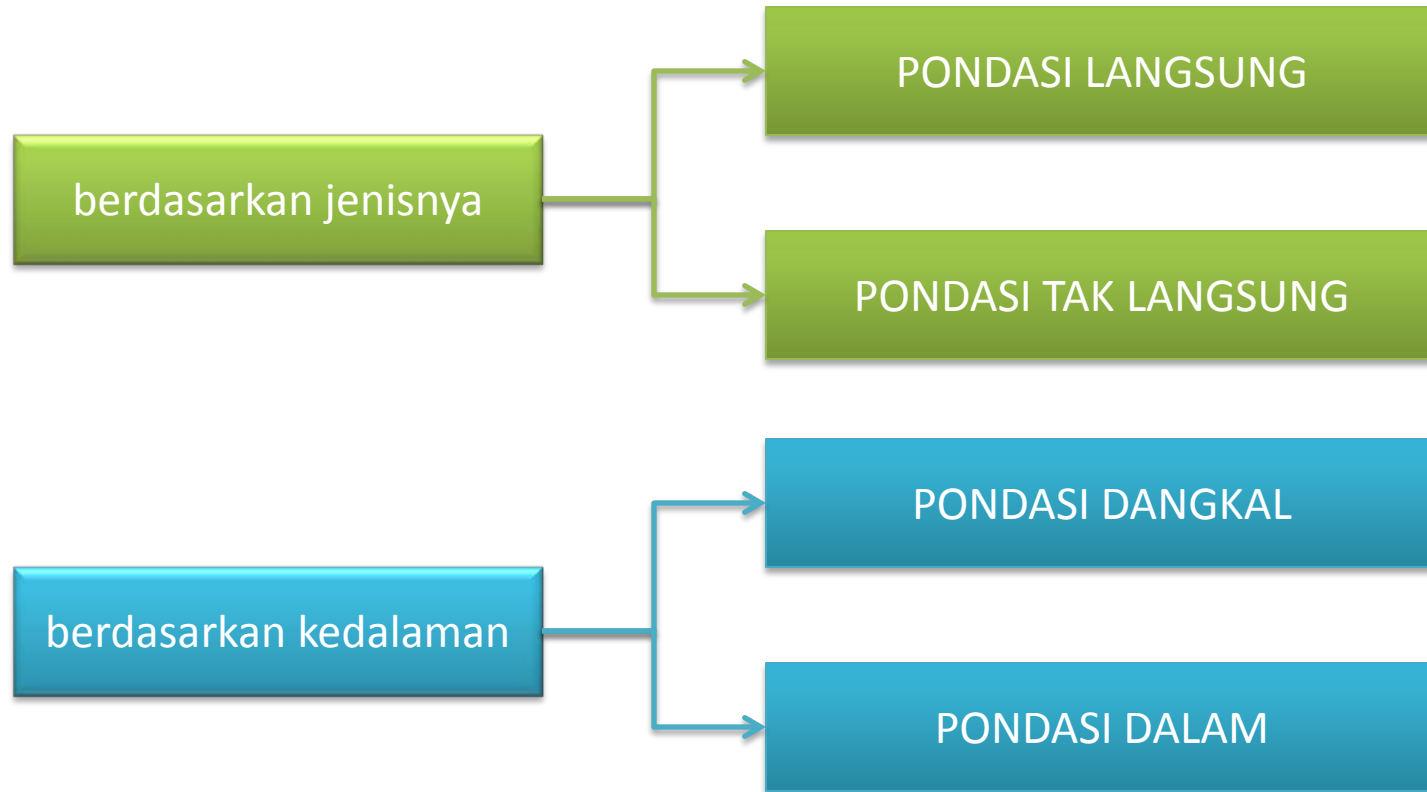 berdasarkan jenisnya
PONDASI LANGSUNG
PONDASI TAK LANGSUNG
berdasarkan kedalaman
PONDASI DANGKAL
PONDASI DALAM